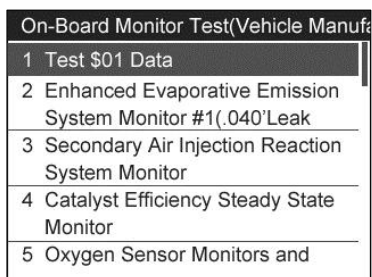 On-Board Monitor Test(Vehicle Manufa
1 Test $01 Data
2 Enhanced Evaporative Emission
System Monitor #1(.040'Leak
3 Secondary Air Injection Reaction
System Monitor
4 Catalyst Efficiency Steady State
Monitor
5 Oxygen Sensor Monitors and